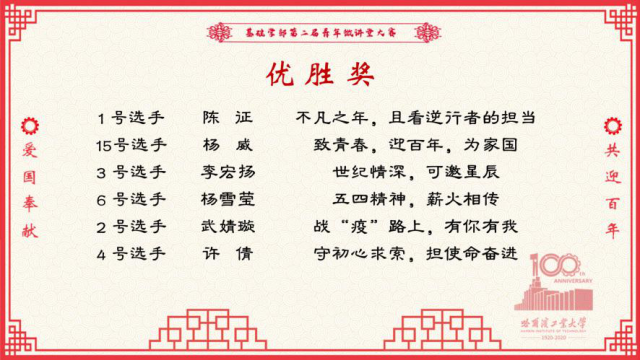 基础学部第二届青年微讲堂大赛
优胜奖
1号选手 陈征 不凡之年，且看逆行者的担当
15号选手 杨威 致青春，迎百年，为家国
3号选手 李宏扬 世纪情深，可邀星辰
6号选手 杨雪莹 五四精神，薪火相传
2号选手 武婧璇 战“疫”路上，有你有我
4号选手 许倩 守初心求索，担使命奋进
爱国奉献
共迎百年
100th
ANNIVERSARY
哈尔滨工业大学
HARBIN INSTITUTE OF TECHNOLOGY
1920-2020